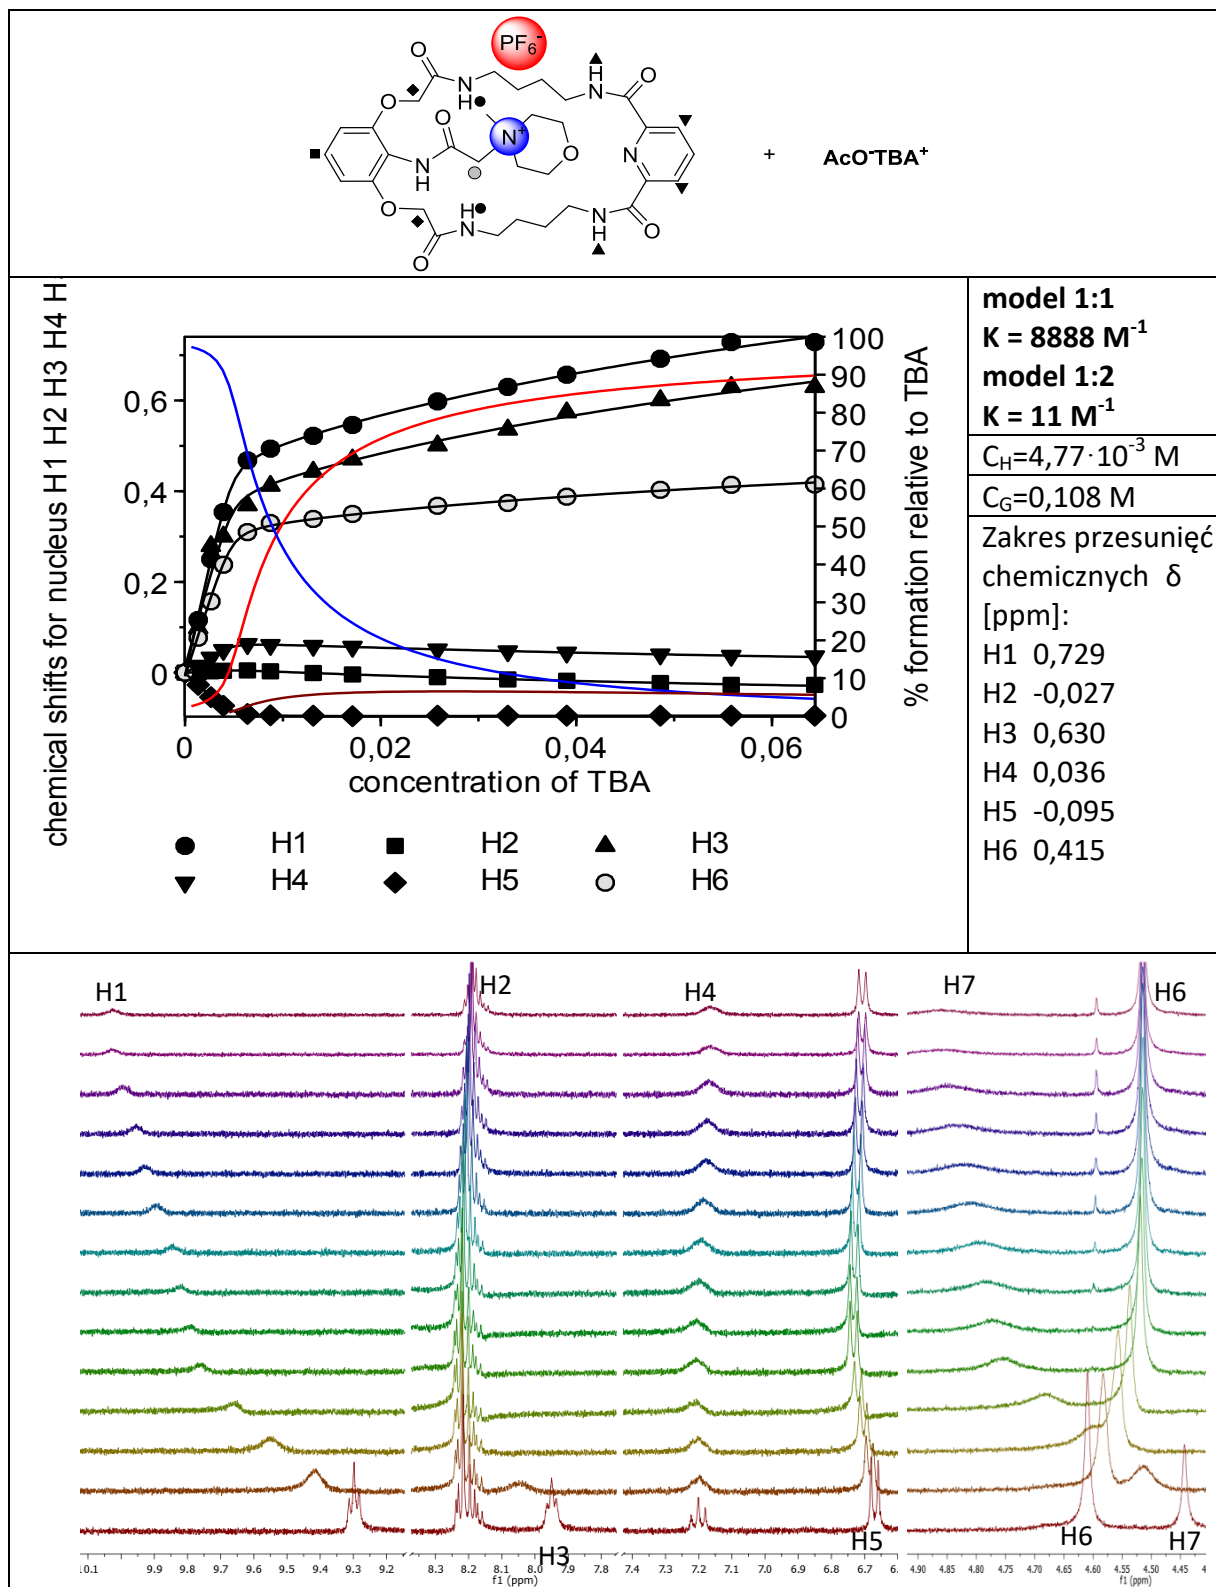 PF6-
O
N
H
H
N
O
O
O
N+
O
N
N
H
O
H
N
N
H
O
O
+ AcO-TBA+
chemical shifts for nucleus H1 H2 H3 H4 H
0,6
0,4
0,2
0
0
0,02
0,04
0,06
concentration of TBA
100
90
80
70
60
50
40
30
20
10
0
% formation relative to TBA
H1 H2 H3
H4 H5 H6
model 1:1
K = 8888 M-1
model 1:2
K = 11 M-1
CH=4,77·10-3 M
CG=0,108 M
Zakres przesunięć
chemicznych δ
[ppm]:
H1 0,729
H2 -0,027
H3 0,630
H4 0,036
H5 -0,095
H6 0,415
H1 H2 H4 H7 H6
H3 H5 H6 H7
10.1 9.9 9.8 9.7 9.6 9.5 9.4 9.3 9.2
8.3 8.2 8.1 8.0 7.9 7.8
f1 (ppm)
7.4 7.3 7.2 7.1 7.0 6.9 6.8 6.7 6.
4.90 4.85 4.80 4.75 4.70 4.65 4.60 4.55 4.50 4.45 4.
f1 (ppm)